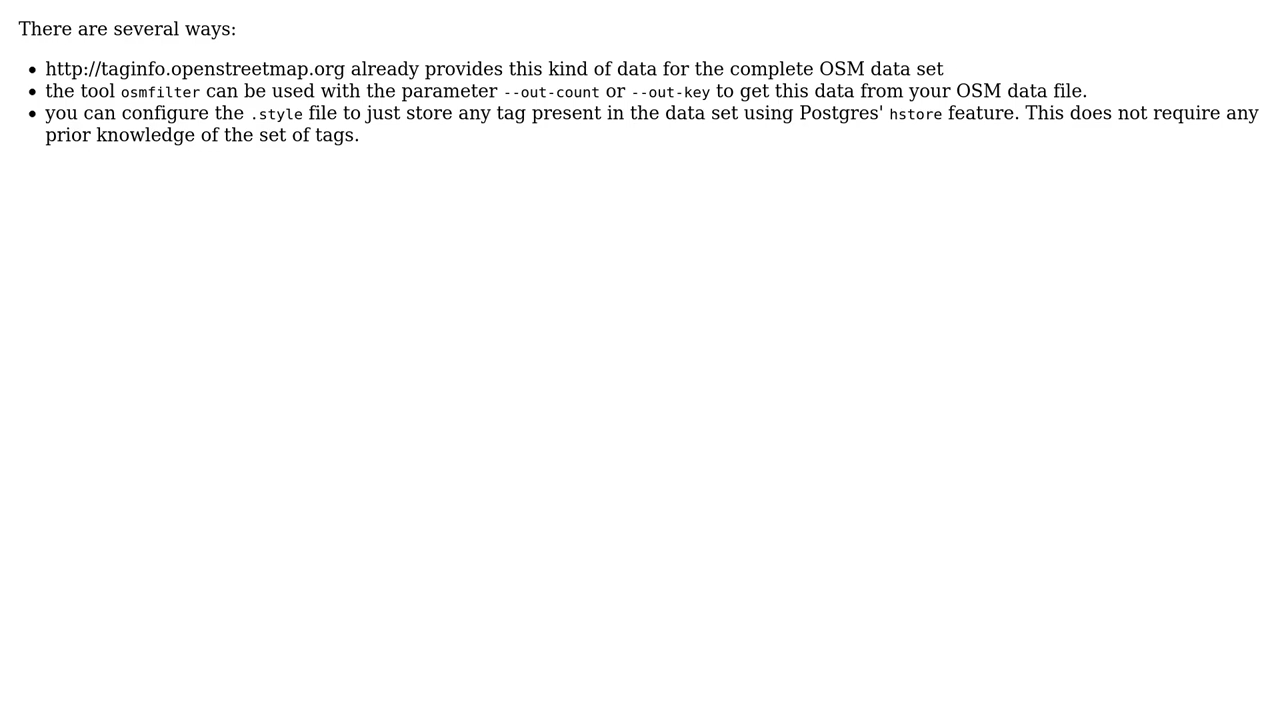 There are several ways:
• http://taginfo.openstreetmap.org already provides this kind of data for the complete OSM data set
• the tool osmfilter can be used with the parameter --out-count or --out-key to get this data from your OSM data file.
• you can configure the .style file to just store any tag present in the data set using Postgres' hstore feature. This does not require any
prior knowledge of the set of tags.